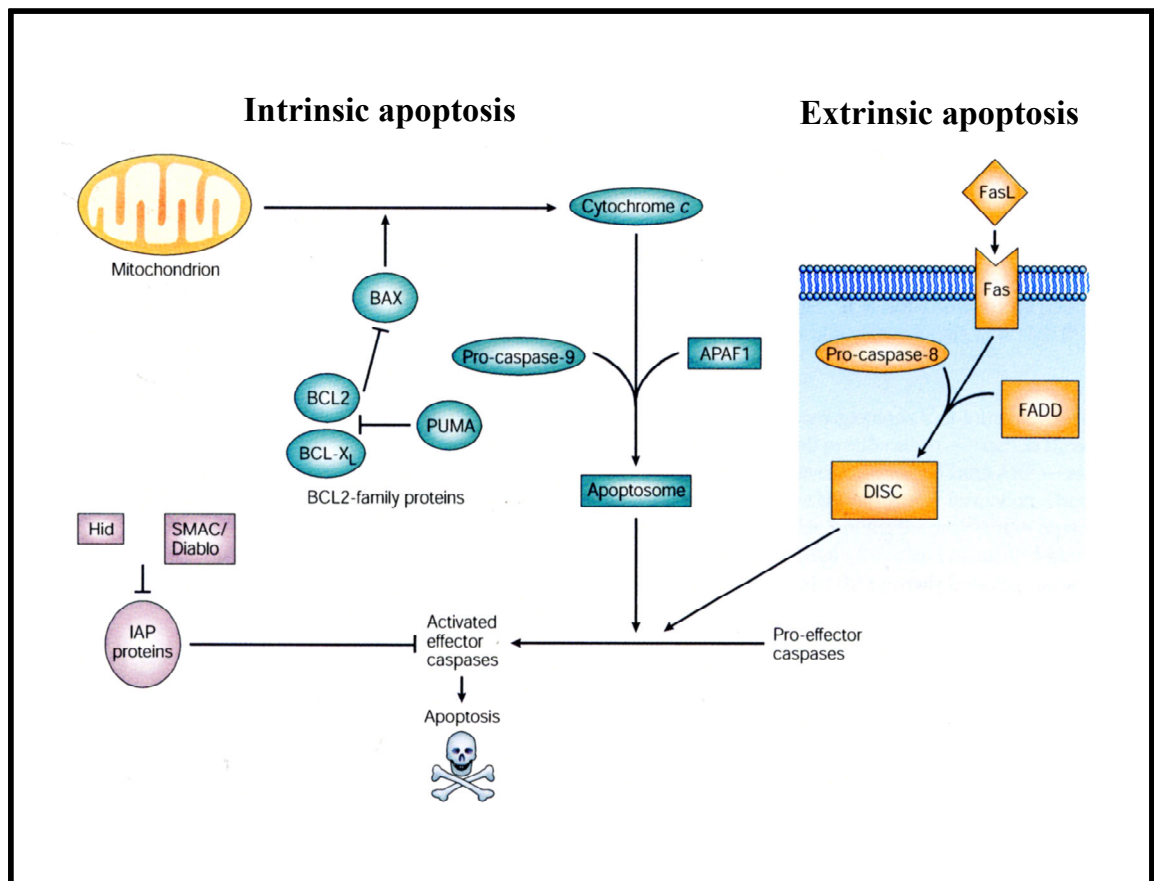 Intrinsic apoptosis
Extrinsic apoptosis
Mitochondrion
Cytochrome c
FasL
Fas
BAX
Pro-caspase-9
APAF1
Pro-caspase-8
FADD
BCL2
PUMA
BCL-XL
BCL2-family proteins
Apoptosome
DISC
Hid
SMAC/
Diablo
IAP
proteins
Activated
effector
caspases
Pro-effector
caspases
Apoptosis